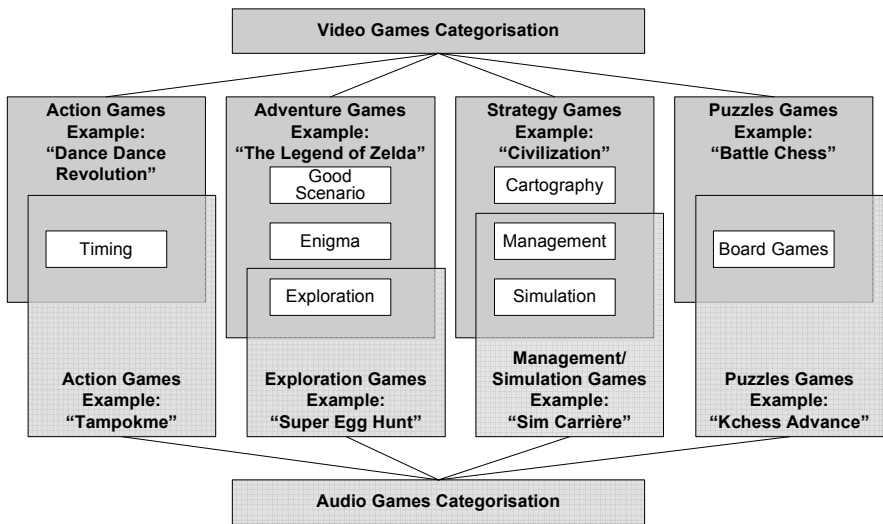 Video Games Categorisation
Action Games
Example:
“Dance Dance
Revolution”
Timing
Action Games
Example:
“Tampokme”
Adventure Games
Example:
“The Legend of Zelda”
Good
Scenario
Enigma
Exploration
Exploration Games
Example:
“Super Egg Hunt”
Strategy Games
Example:
“Civilization”
Cartography
Management
Simulation
Management/
Simulation Games
Example:
“Sim Carrière”
Puzzles Games
Example:
“Battle Chess”
Board Games
Puzzles Games
Example:
“Kchess Advance”
Audio Games Categorisation